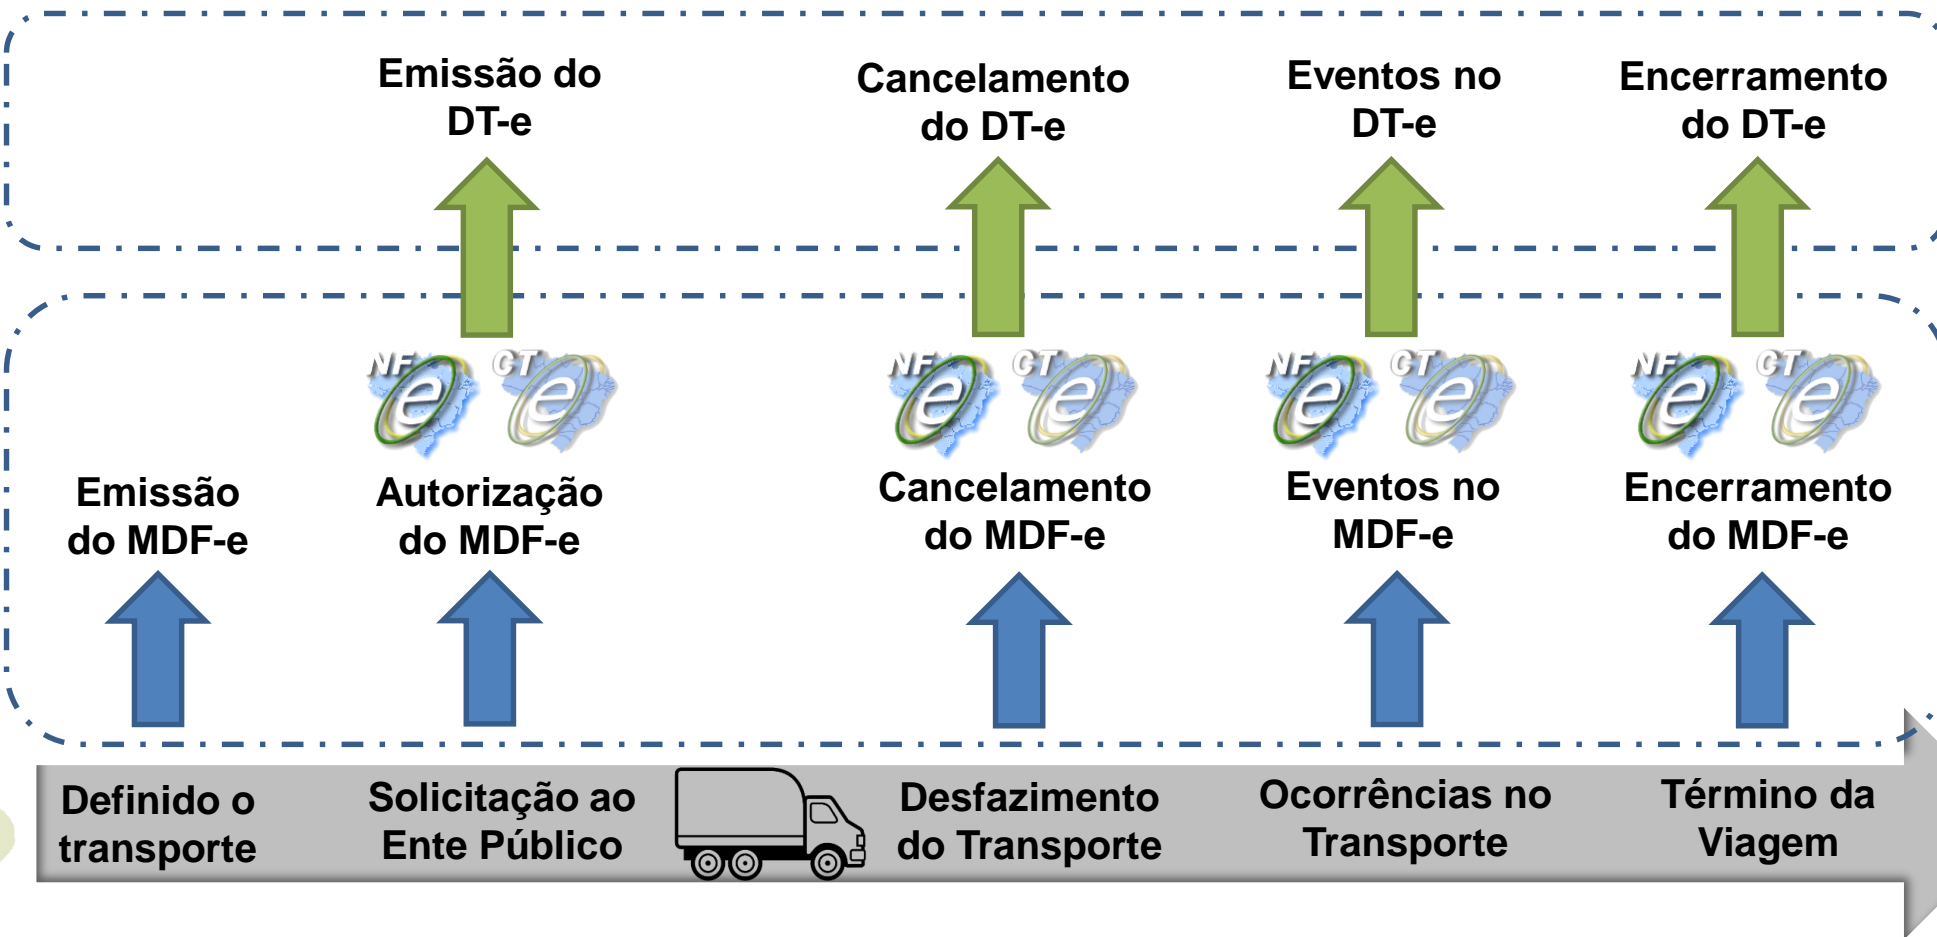 Emissão do
DT-e
Cancelamento
do DT-e
Eventos no
DT-e
Encerramento
do DT-e
NF e
CT e
NF e
CT e
NF e
CT e
NF e
CT e
Emissão
do MDF-e
Autorização
do MDF-e
Cancelamento
do MDF-e
Eventos no
MDF-e
Encerramento
do MDF-e
Definido o
transporte
Solicitação ao
Ente Público
Desfazimento
do Transporte
Ocorrências no
Transporte
Término da
Viagem